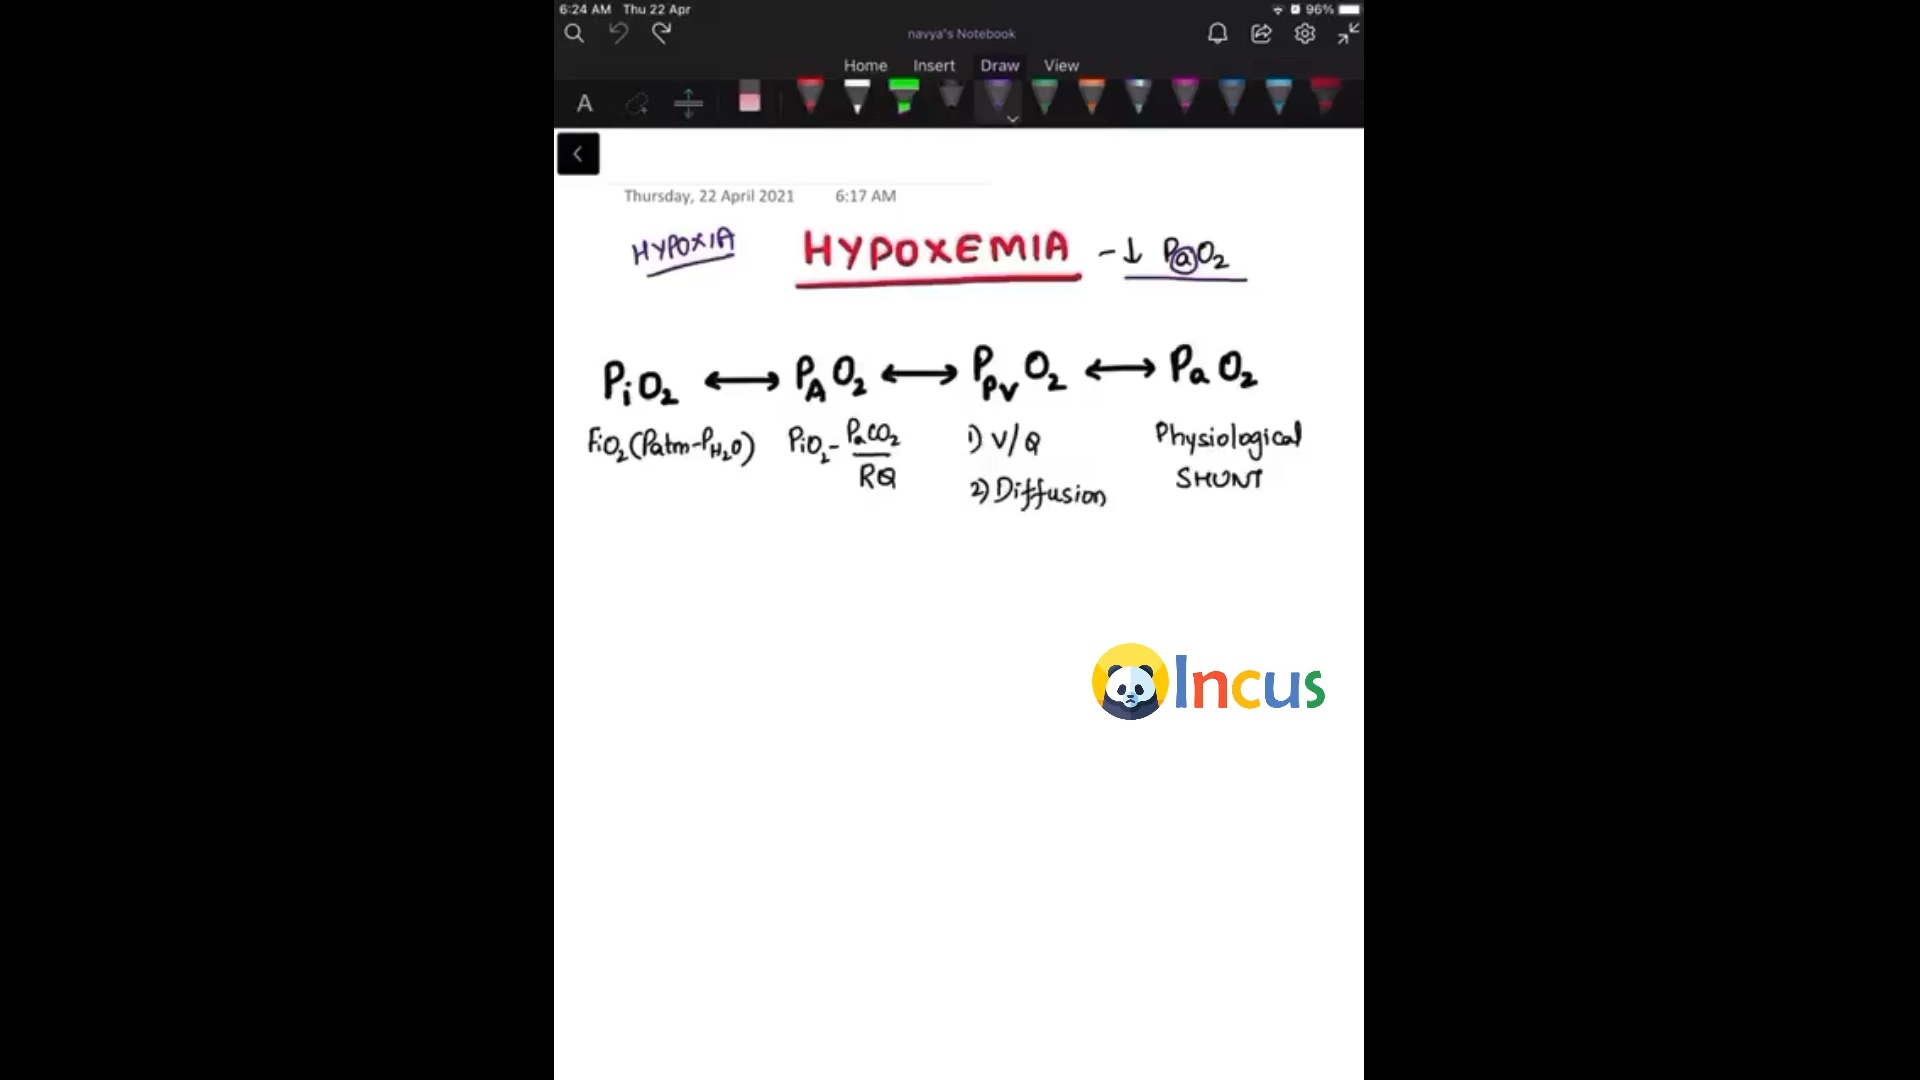 6:24 AM Thu 22 Apr 96%
navya's Notebook
Home Insert Draw View
A
Thursday, 22 April 2021 6:17 AM
HYPOXIA HYPOXEMIA - ↓ PaO2
PiO2 ↔ PAO2 ↔ PPVO2 ↔ PaO2
FiO2(Patm-PH2O) PiO2- PaCO2 1) V/Q Physiological
RQ 2) Diffusion SHUNT
Incus